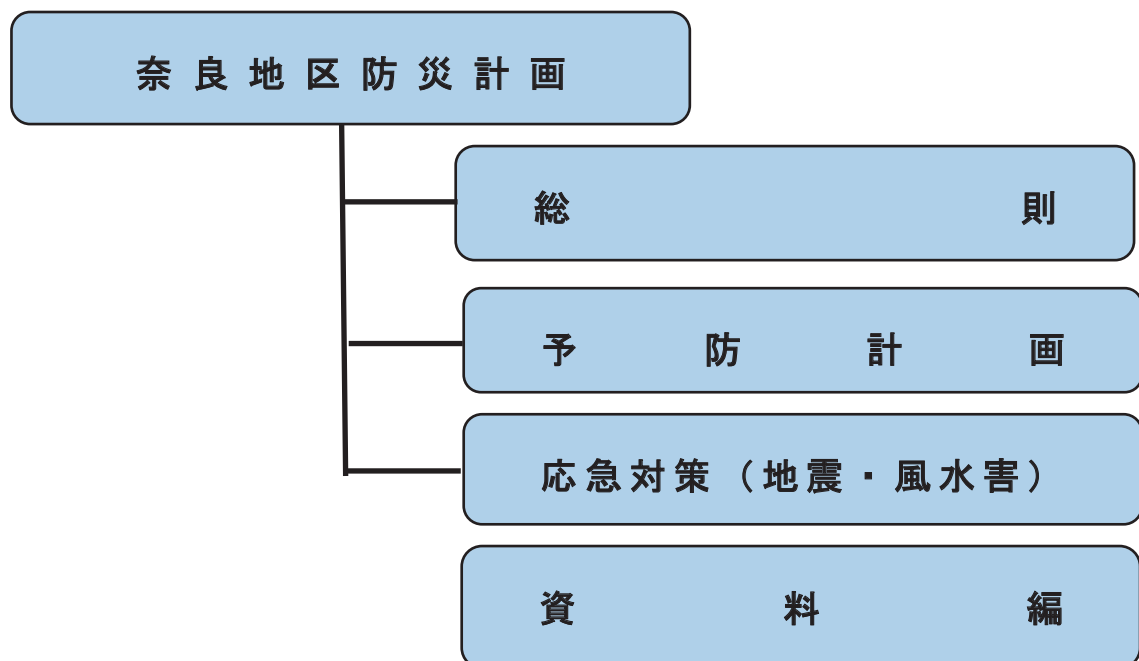 奈良地区防災計画
総則
予防計画
応急対策（地震・風水害）
資料編